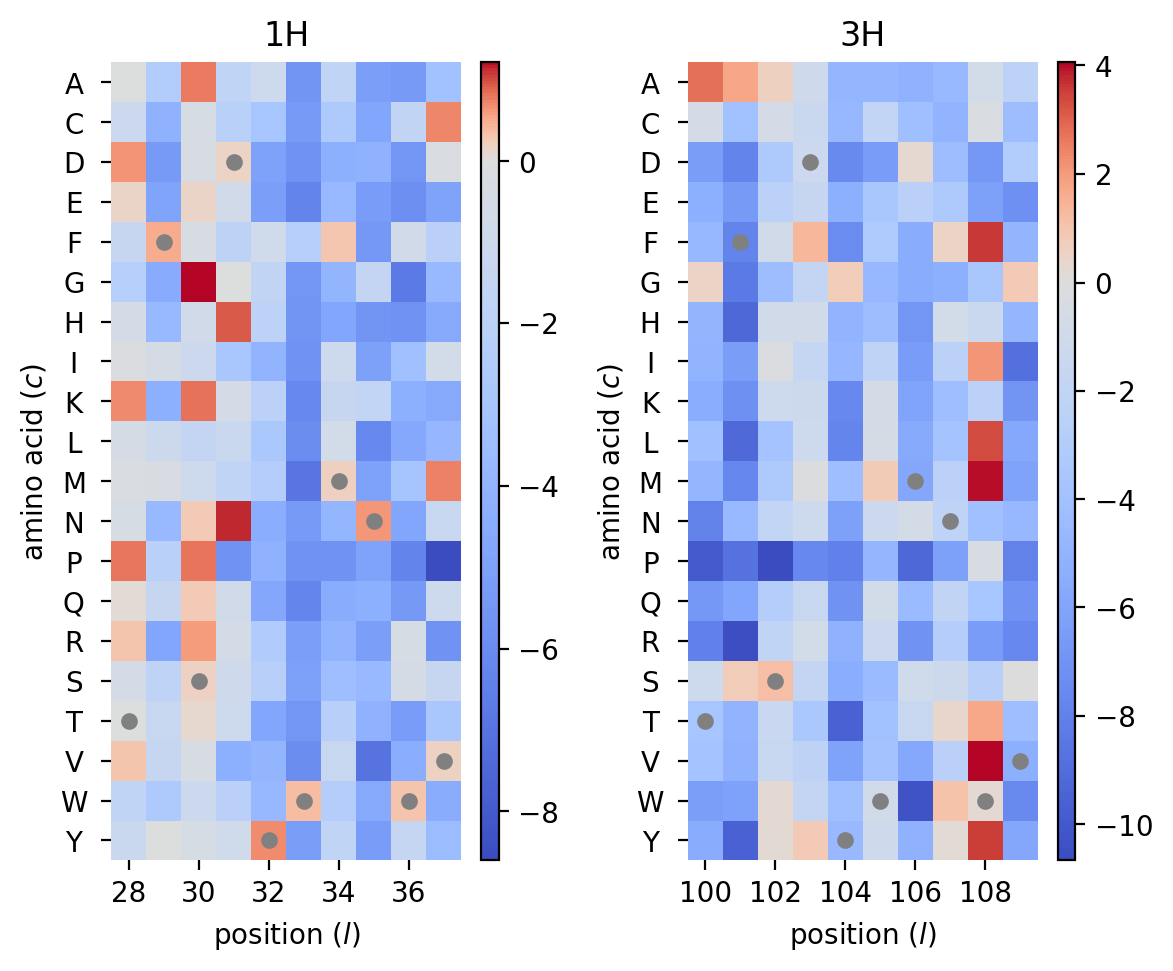 1H
A
C
D
E
F
G
H
I
K
L
M
N
P
Q
R
S
T
V
W
Y
amino acid (c)
28 30 32 34 36
position (l)
0
−2
−4
−6
−8
3H
A
C
D
E
F
G
H
I
K
L
M
N
P
Q
R
S
T
V
W
Y
amino acid (c)
100 102 104 106 108
position (l)
4
2
0
−2
−4
−6
−8
−10